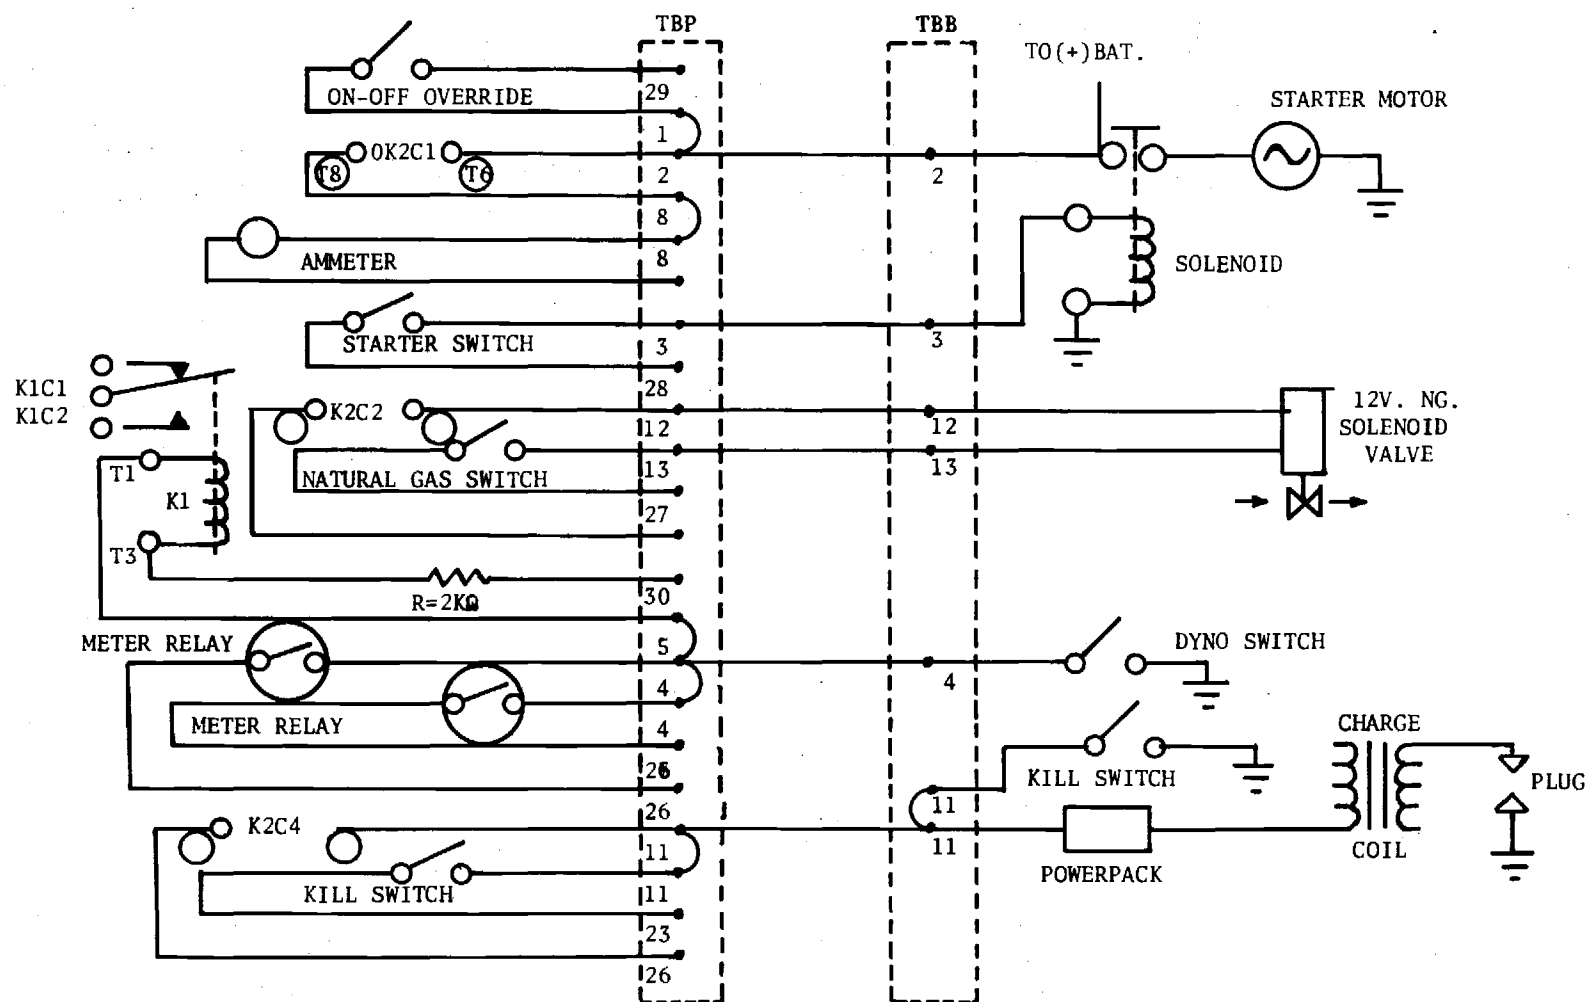 TBP
TBB
TO(+)BAT.
STARTER MOTOR
ON-OFF OVERRIDE
29
1
OK2C1
T8
T6
2
2
8
AMMETER
8
SOLENOID
STARTER SWITCH
3
3
K1C1
K1C2
28
K2C2
12
12
12V. NG.
SOLENOID
VALVE
NATURAL GAS SWITCH
13
13
T1
K1
27
T3
R=2KΩ
30
METER RELAY
5
DYNO SWITCH
4
4
METER RELAY
4
CHARGE
KILL SWITCH
PLUG
26
11
K2C4
26
11
11
COIL
POWERPACK
KILL SWITCH
11
23
26